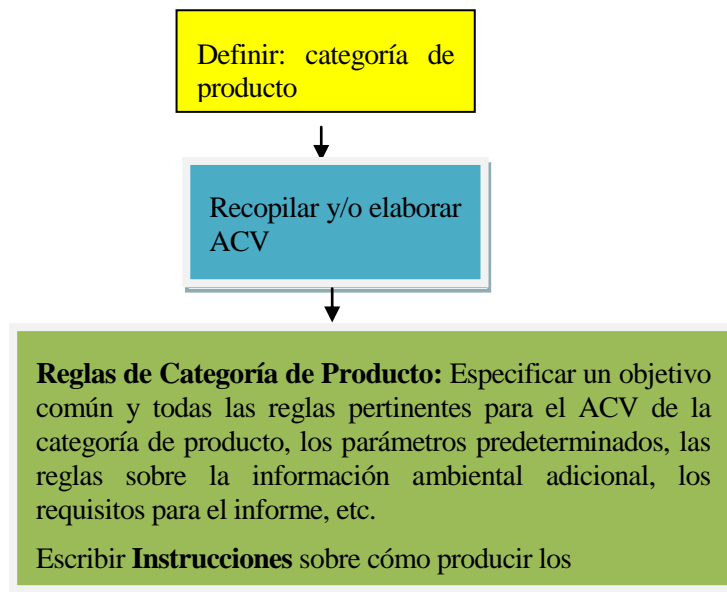 Definir: categoría de
producto
Recopilar y/o elaborar
ACV
Reglas de Categoría de Producto: Especificar un objetivo
común y todas las reglas pertinentes para el ACV de la
categoría de producto, los parámetros predeterminados, las
reglas sobre la información ambiental adicional, los
requisitos para el informe, etc.
Escribir Instrucciones sobre cómo producir los